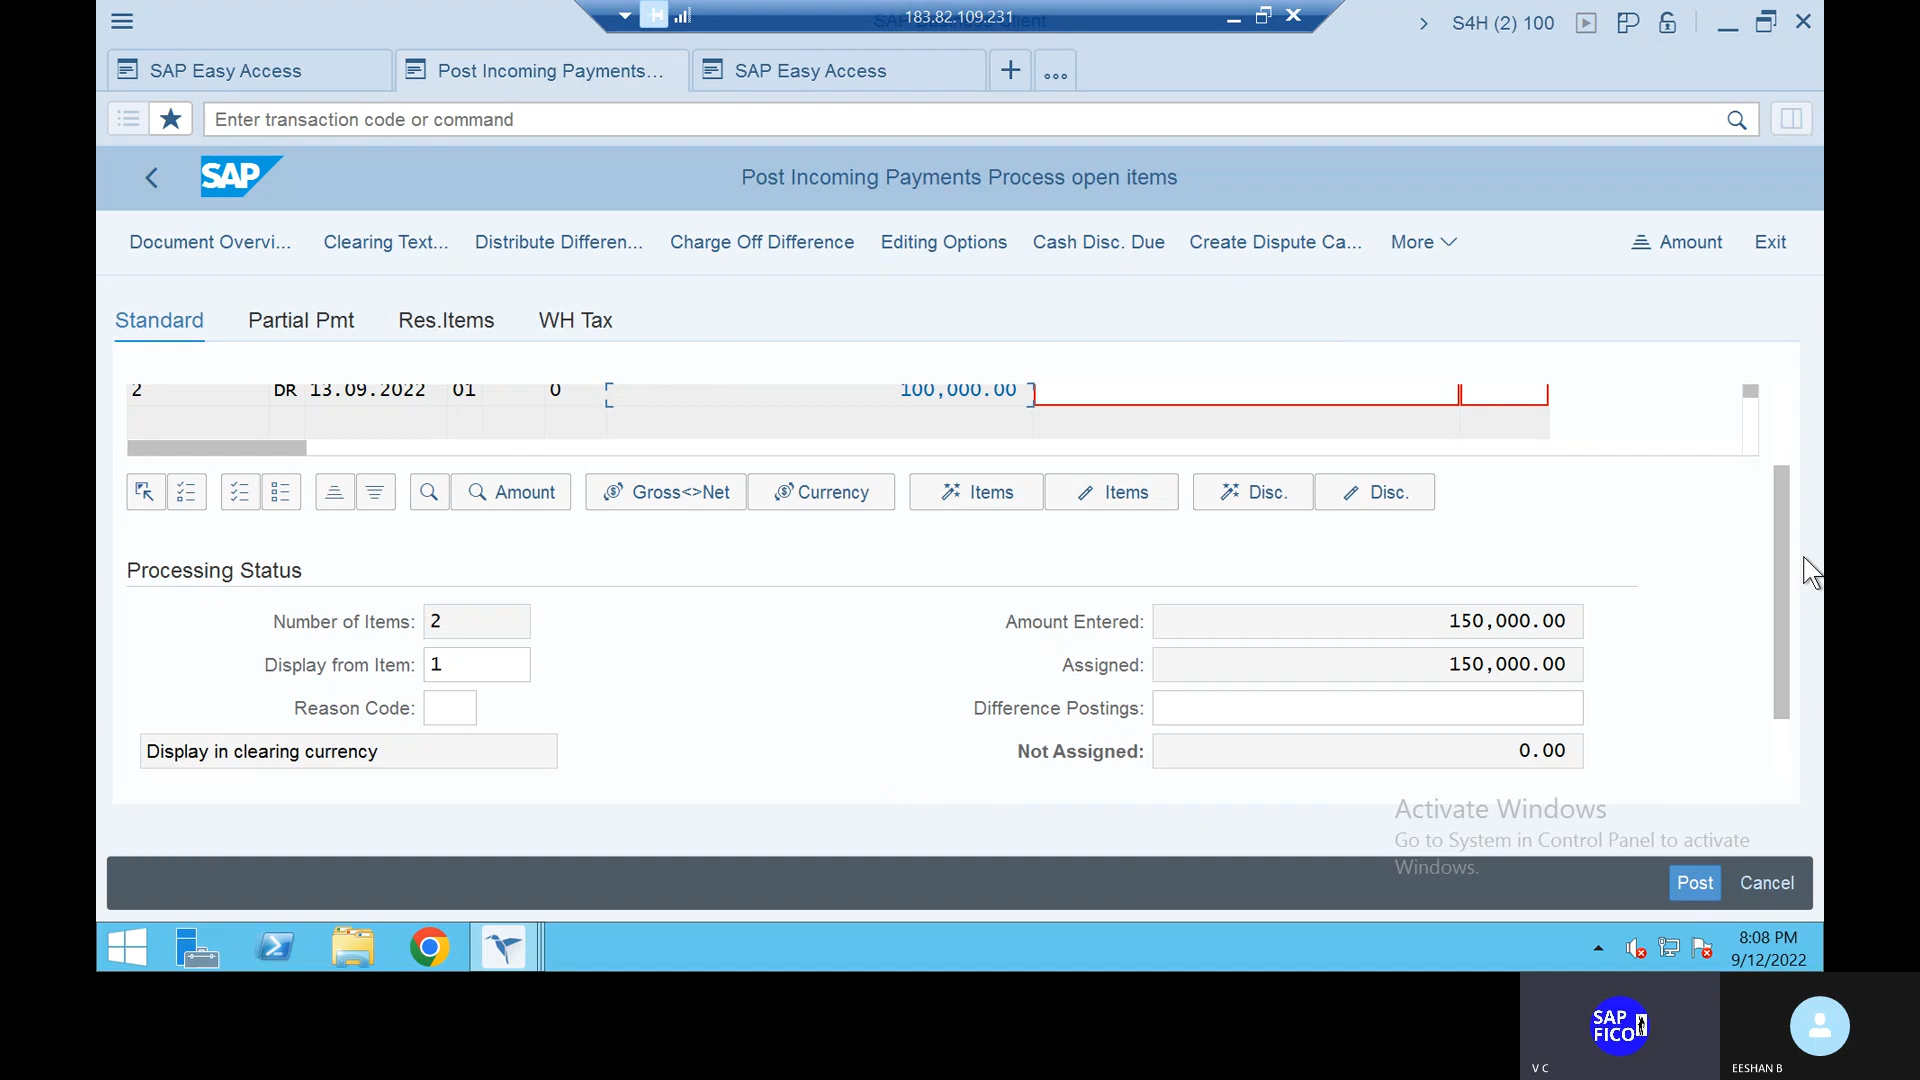 183.82.109.231
S4H (2) 100
SAP Easy Access
Post Incoming Payments...
SAP Easy Access
Enter transaction code or command
SAP
Post Incoming Payments Process open items
Document Overvi...
Clearing Text...
Distribute Differen...
Charge Off Difference
Editing Options
Cash Disc. Due
Create Dispute Ca...
More
Amount
Exit
Standard
Partial Pmt
Res.Items
WH Tax
2 DR 13.09.2022 01 0 100,000.00
Amount
Gross<>Net
Currency
Items
Items
Disc.
Disc.
Processing Status
Number of Items: 2
Amount Entered: 150,000.00
Display from Item: 1
Assigned: 150,000.00
Reason Code:
Difference Postings:
Display in clearing currency
Not Assigned: 0.00
Activate Windows
Go to System in Control Panel to activate
Windows.
Post
Cancel
8:08 PM
9/12/2022
SAP
FICO
V C
EESHAN B